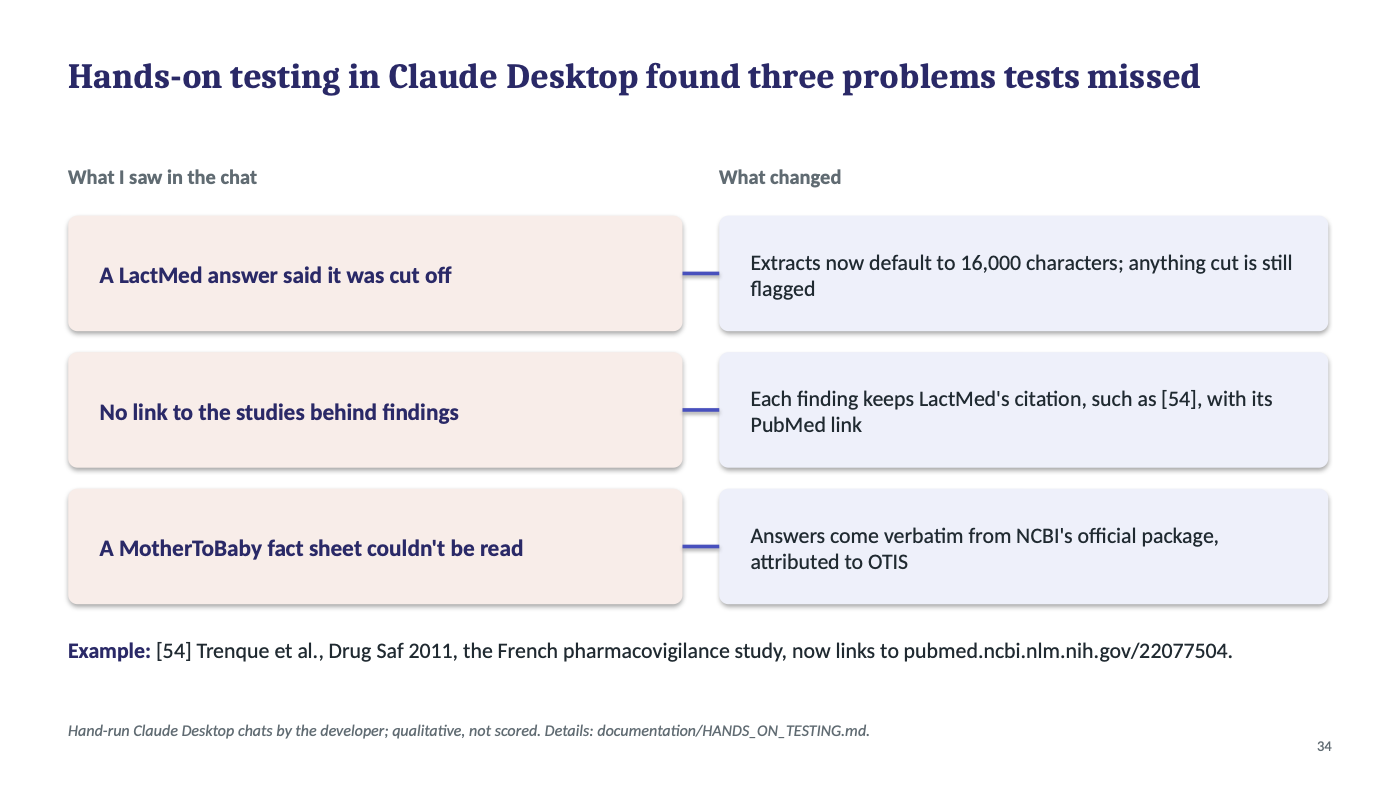 Hands-on testing in Claude Desktop found three problems tests missed
What I saw in the chat
What changed
A LactMed answer said it was cut off
Extracts now default to 16,000 characters; anything cut is still
flagged
No link to the studies behind findings
Each finding keeps LactMed's citation, such as [54], with its
PubMed link
A MotherToBaby fact sheet couldn't be read
Answers come verbatim from NCBI's official package,
attributed to OTIS
Example: [54] Trenque et al., Drug Saf 2011, the French pharmacovigilance study, now links to pubmed.ncbi.nlm.nih.gov/22077504.
Hand-run Claude Desktop chats by the developer; qualitative, not scored. Details: documentation/HANDS_ON_TESTING.md.
34